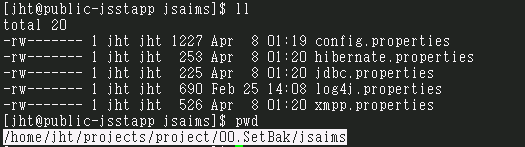 [jht@public-jsstapp jsaims]$ ll
total 20
-rw------- 1 jht jht 1227 Apr  8 01:19 config.properties
-rw------- 1 jht jht  253 Apr  8 01:20 hibernate.properties
-rw------- 1 jht jht  225 Apr  8 01:20 jdbc.properties
-rw------- 1 jht jht  690 Feb 25 14:08 log4j.properties
-rw------- 1 jht jht  526 Apr  8 01:20 xmpp.properties
[jht@public-jsstapp jsaims]$ pwd
/home/jht/projects/project/00.SetBak/jsaims